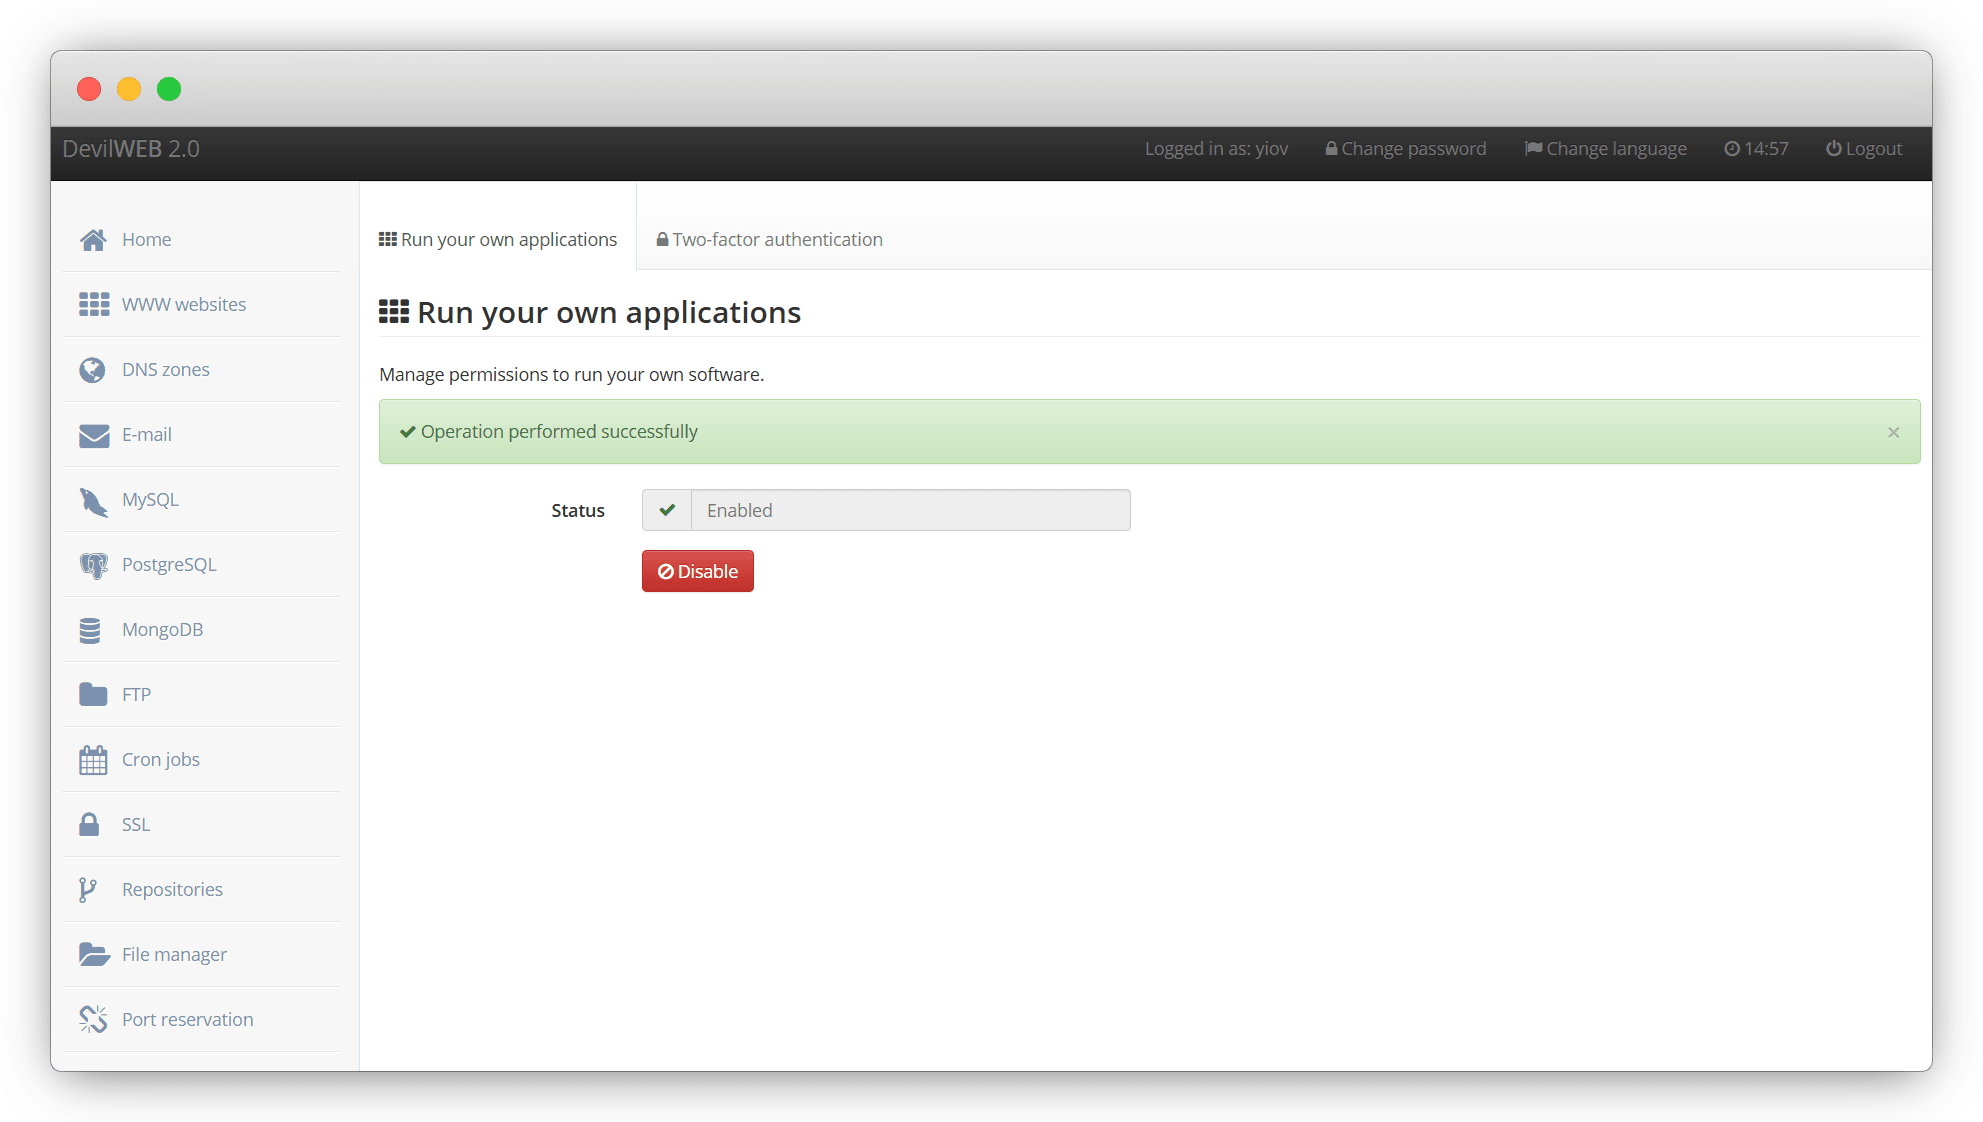 DevilWEB 2.0
Logged in as: yiov
Change password
Change language
14:57
Logout
Home
WWW websites
DNS zones
E-mail
MySQL
PostgreSQL
MongoDB
FTP
Cron jobs
SSL
Repositories
File manager
Port reservation
Run your own applications
Two-factor authentication
Run your own applications
Manage permissions to run your own software.
Operation performed successfully
×
Status
Enabled
Disable